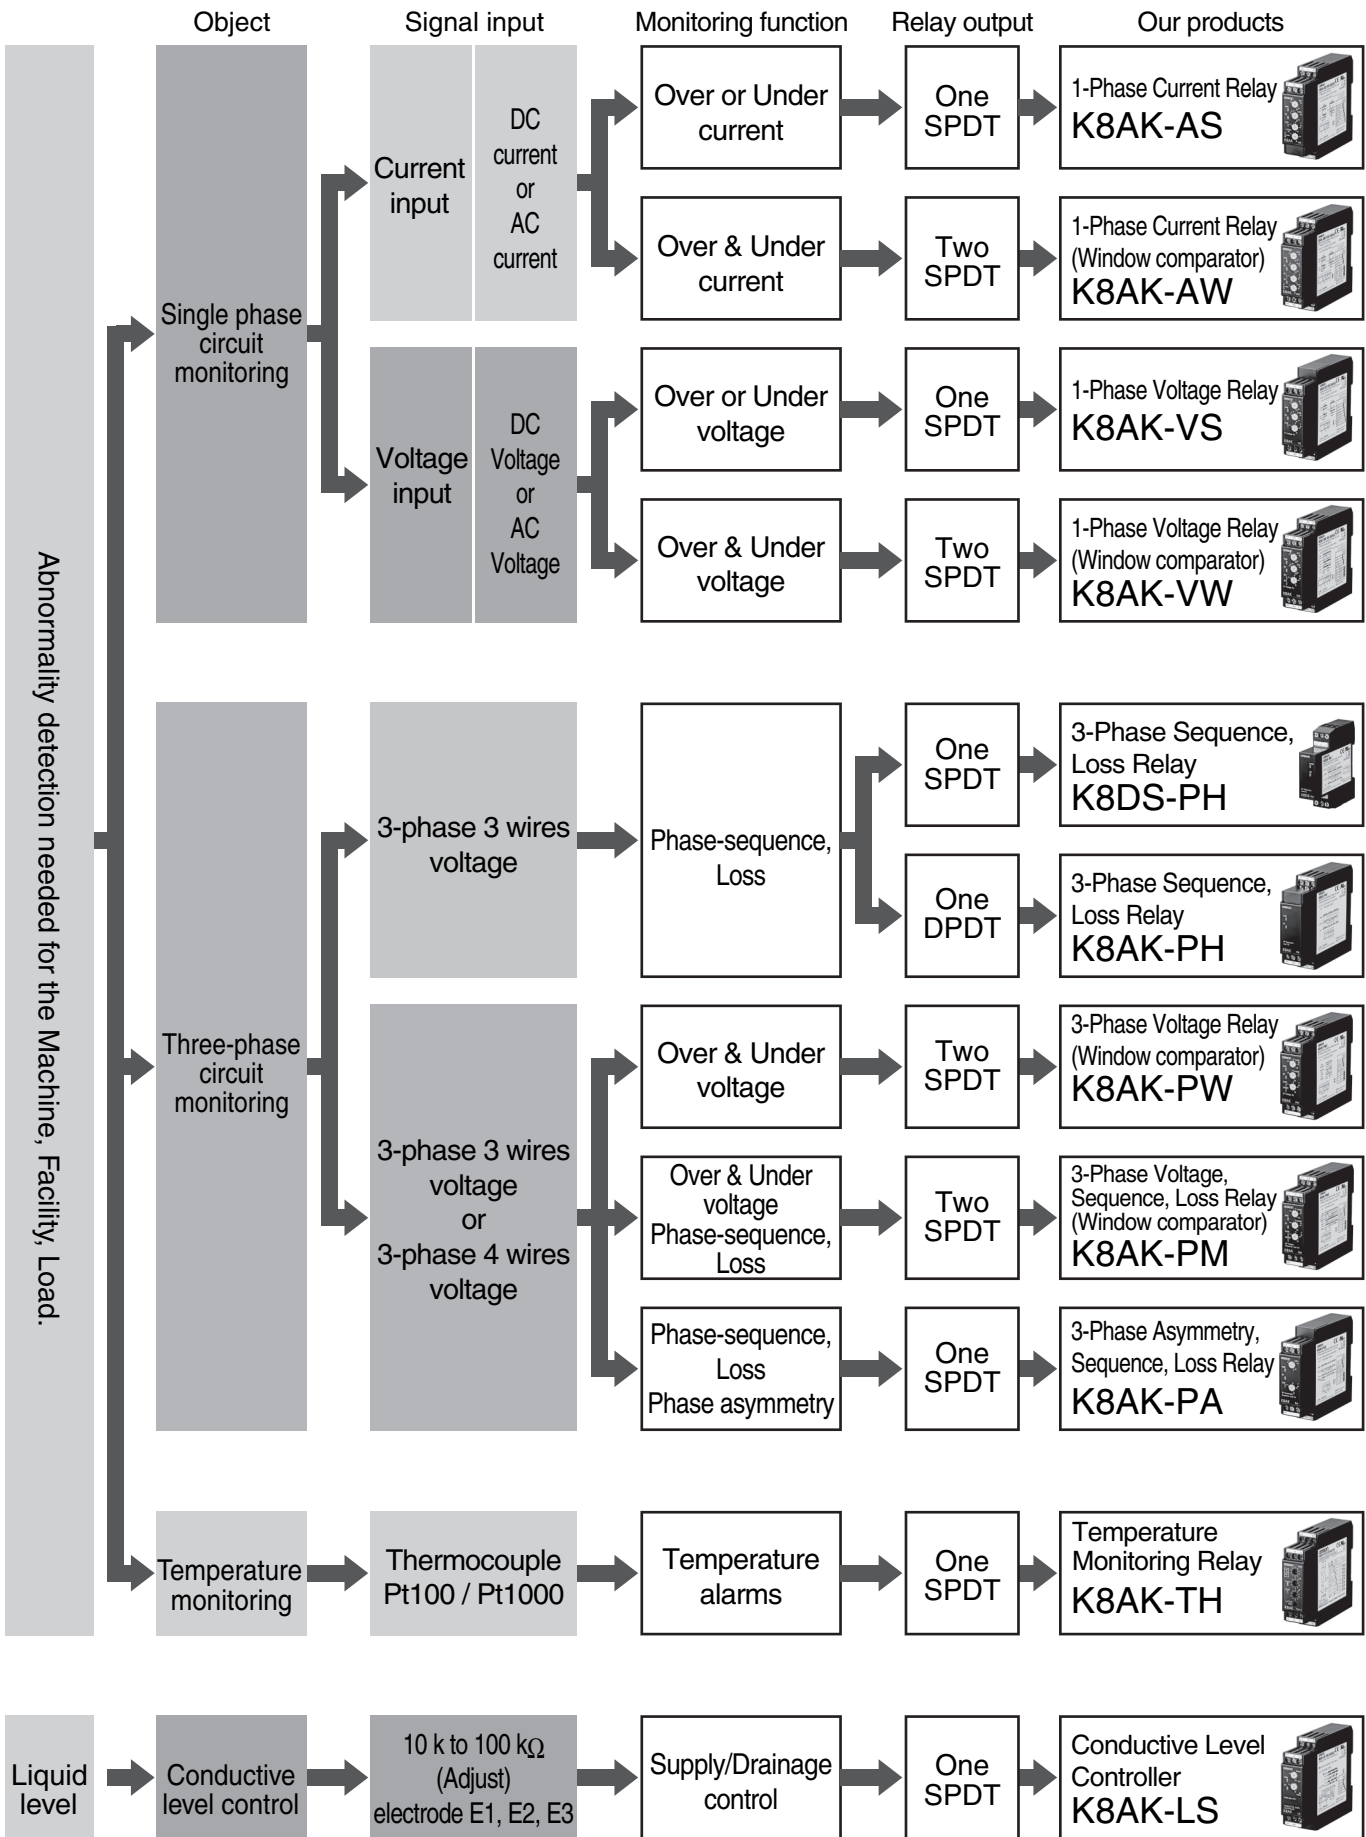 Object
Signal input
Monitoring function
Relay output
Our products
Abnormality detection needed for the Machine, Facility, Load.
Single phase
circuit
monitoring
Current
input
DC
current
or
AC
current
Over or Under
current
One
SPDT
1-Phase Current Relay
K8AK-AS
Over & Under
current
Two
SPDT
1-Phase Current Relay
(Window comparator)
K8AK-AW
Voltage
input
DC
Voltage
or
AC
Voltage
Over or Under
voltage
One
SPDT
1-Phase Voltage Relay
K8AK-VS
Over & Under
voltage
Two
SPDT
1-Phase Voltage Relay
(Window comparator)
K8AK-VW
Three-phase
circuit
monitoring
3-phase 3 wires
voltage
Phase-sequence,
Loss
One
SPDT
3-Phase Sequence,
Loss Relay
K8DS-PH
One
DPDT
3-Phase Sequence,
Loss Relay
K8AK-PH
3-phase 3 wires
voltage
or
3-phase 4 wires
voltage
Over & Under
voltage
Two
SPDT
3-Phase Voltage Relay
(Window comparator)
K8AK-PW
Over & Under
voltage
Phase-sequence,
Loss
Two
SPDT
3-Phase Voltage,
Sequence, Loss Relay
(Window comparator)
K8AK-PM
Phase-sequence,
Loss
Phase asymmetry
One
SPDT
3-Phase Asymmetry,
Sequence, Loss Relay
K8AK-PA
Temperature
monitoring
Thermocouple
Pt100 / Pt1000
Temperature
alarms
One
SPDT
Temperature
Monitoring Relay
K8AK-TH
Liquid
level
Conductive
level control
10 k to 100 kΩ
(Adjust)
electrode E1, E2, E3
Supply/Drainage
control
One
SPDT
Conductive Level
Controller
K8AK-LS